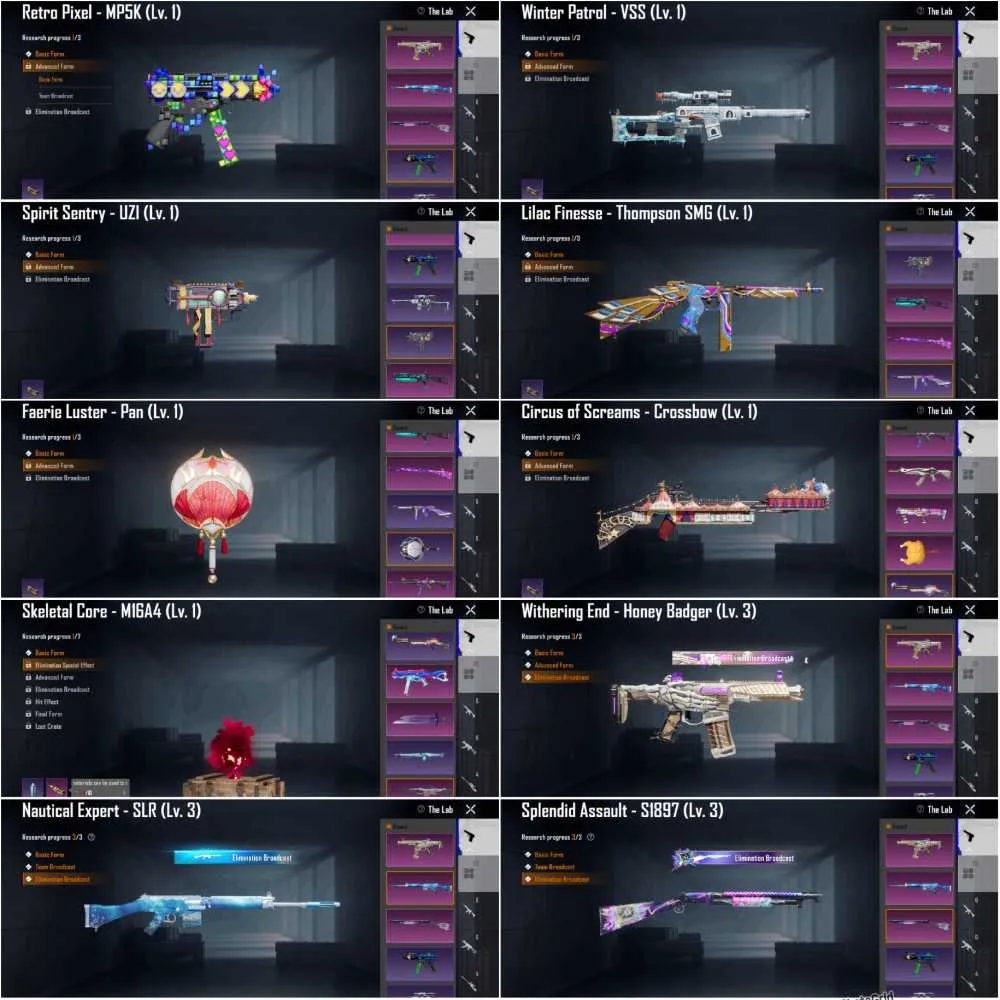 Retro Pixel - MP5K (Lv. 1)
The Lab
Research progress 1/3
Basic Form
Advanced Form
Basic Form
Team Broadcast
Elimination Broadcast
Winter Patrol - VSS (Lv. 1)
The Lab
Research progress 1/3
Basic Form
Advanced Form
Elimination Broadcast
Spirit Sentry - UZI (Lv. 1)
The Lab
Research progress 1/3
Basic Form
Advanced Form
Elimination Broadcast
Lilac Finesse - Thompson SMG (Lv. 1)
The Lab
Research progress 1/3
Basic Form
Advanced Form
Elimination Broadcast
Faerie Luster - Pan (Lv. 1)
The Lab
Research progress 1/3
Basic Form
Advanced Form
Elimination Broadcast
Circus of Screams - Crossbow (Lv. 1)
The Lab
Research progress 1/3
Basic Form
Advanced Form
Elimination Broadcast
Skeletal Core - M16A4 (Lv. 1)
The Lab
Research progress 1/7
Basic Form
Elimination Special Effect
Advanced Form
Elimination Broadcast
Hit Effect
Final Form
Loot Crate
materials can be used to
Withering End - Honey Badger (Lv. 3)
The Lab
Research progress 3/3
Basic Form
Advanced Form
Elimination Broadcast
Elimination Broadcast
Nautical Expert - SLR (Lv. 3)
The Lab
Research progress 3/3
Basic Form
Team Broadcast
Elimination Broadcast
Elimination Broadcast
Splendid Assault - S1897 (Lv. 3)
The Lab
Research progress 3/3
Basic Form
Team Broadcast
Elimination Broadcast
Elimination Broadcast